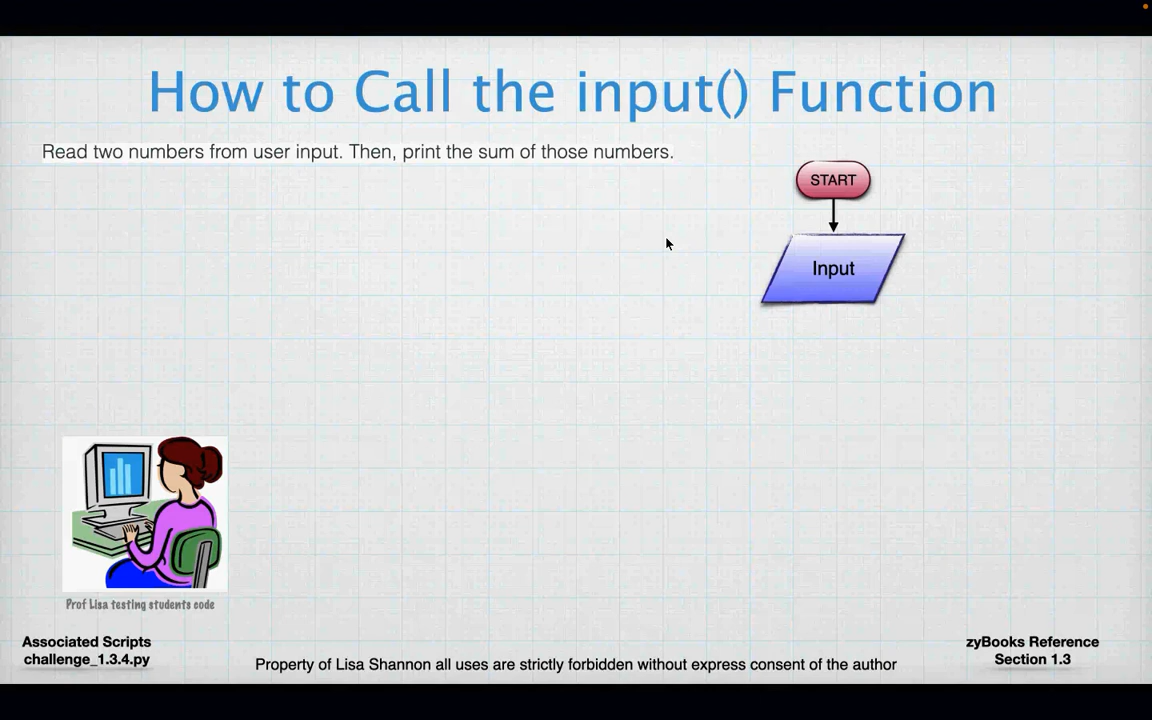 How to Call the input() Function
Read two numbers from user input. Then, print the sum of those numbers.
START
Input
Prof Lisa testing students code
Associated Scripts
challenge_1.3.4.py
Property of Lisa Shannon all uses are strictly forbidden without express consent of the author
zyBooks Reference
Section 1.3